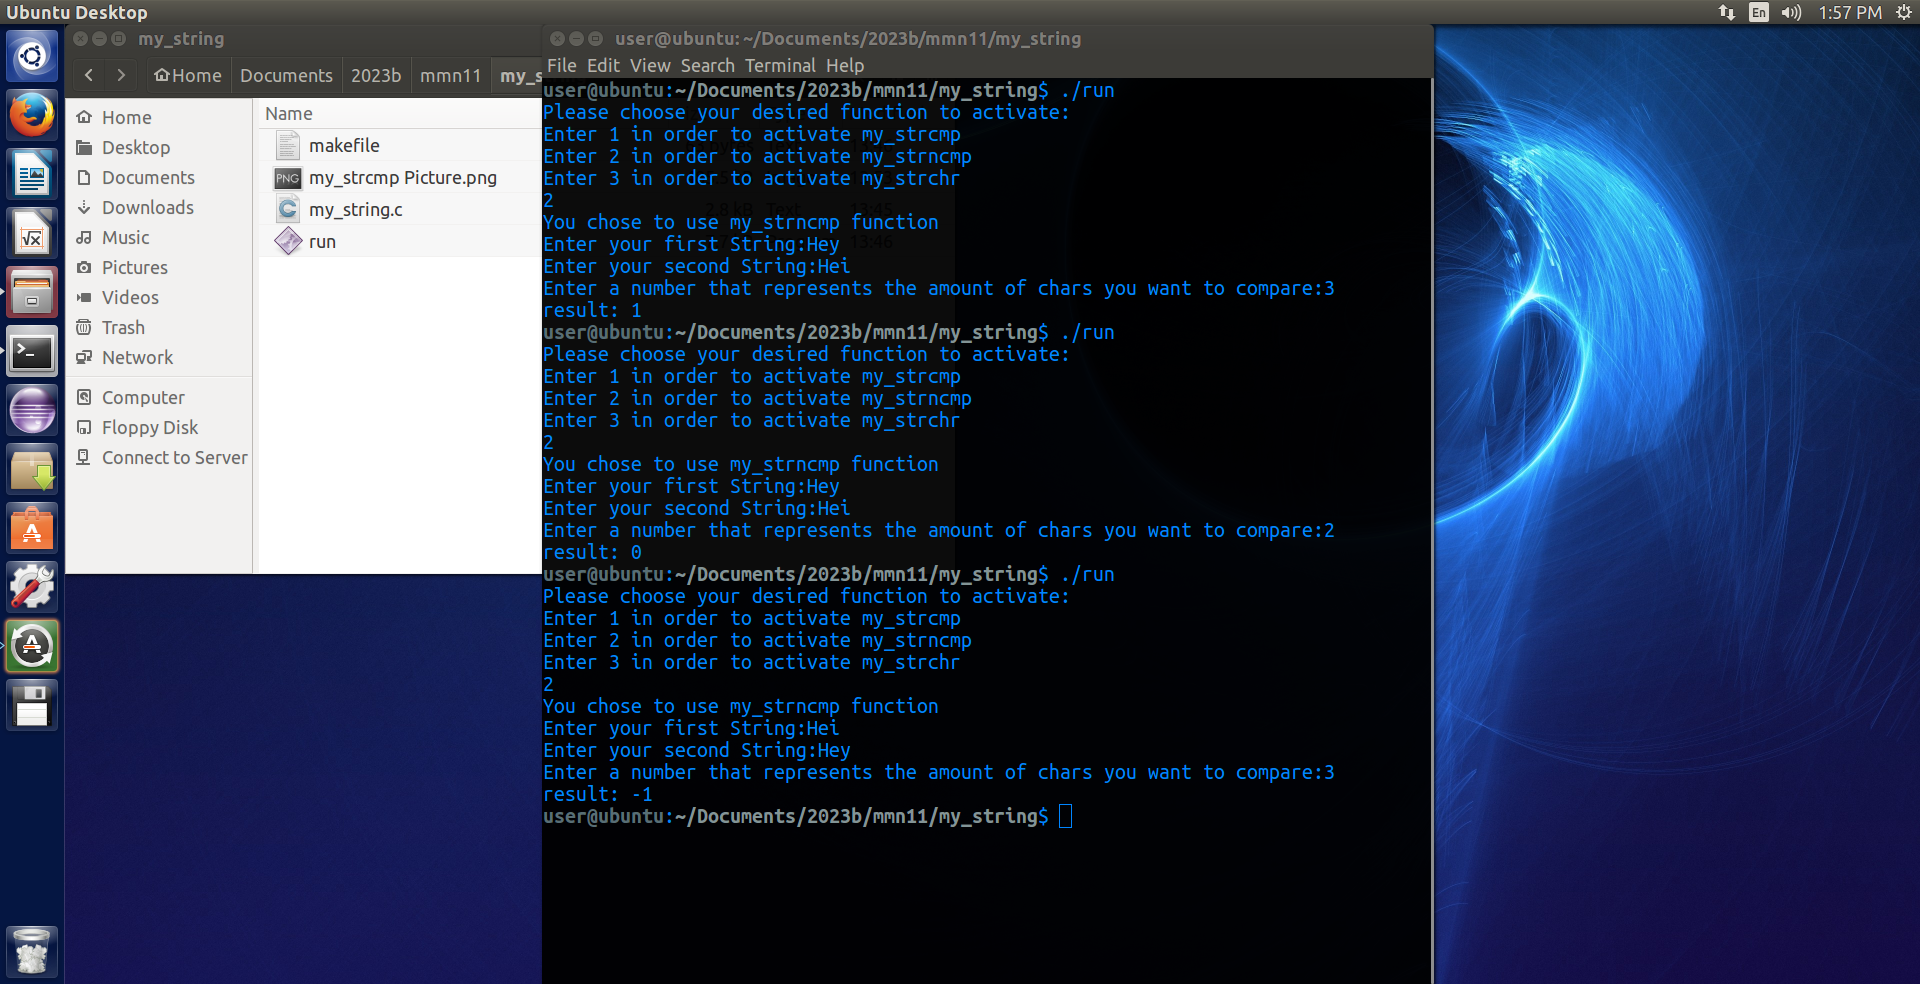 Ubuntu Desktop
En
1:57 PM
my_string
Home
Documents
2023b
mmn11
my_s
Home
Desktop
Documents
Downloads
Music
Pictures
Videos
Trash
Network
Computer
Floppy Disk
Connect to Server
Name
makefile
PNG
my_strcmp Picture.png
my_string.c
run
user@ubuntu: ~/Documents/2023b/mmn11/my_string
File Edit View Search Terminal Help
user@ubuntu:~/Documents/2023b/mmn11/my_string$ ./run
Please choose your desired function to activate:
Enter 1 in order to activate my_strcmp
Enter 2 in order to activate my_strncmp
Enter 3 in order to activate my_strchr
2
You chose to use my_strncmp function
Enter your first String:Hey
Enter your second String:Hei
Enter a number that represents the amount of chars you want to compare:3
result: 1
user@ubuntu:~/Documents/2023b/mmn11/my_string$ ./run
Please choose your desired function to activate:
Enter 1 in order to activate my_strcmp
Enter 2 in order to activate my_strncmp
Enter 3 in order to activate my_strchr
2
You chose to use my_strncmp function
Enter your first String:Hey
Enter your second String:Hei
Enter a number that represents the amount of chars you want to compare:2
result: 0
user@ubuntu:~/Documents/2023b/mmn11/my_string$ ./run
Please choose your desired function to activate:
Enter 1 in order to activate my_strcmp
Enter 2 in order to activate my_strncmp
Enter 3 in order to activate my_strchr
2
You chose to use my_strncmp function
Enter your first String:Hei
Enter your second String:Hey
Enter a number that represents the amount of chars you want to compare:3
result: -1
user@ubuntu:~/Documents/2023b/mmn11/my_string$